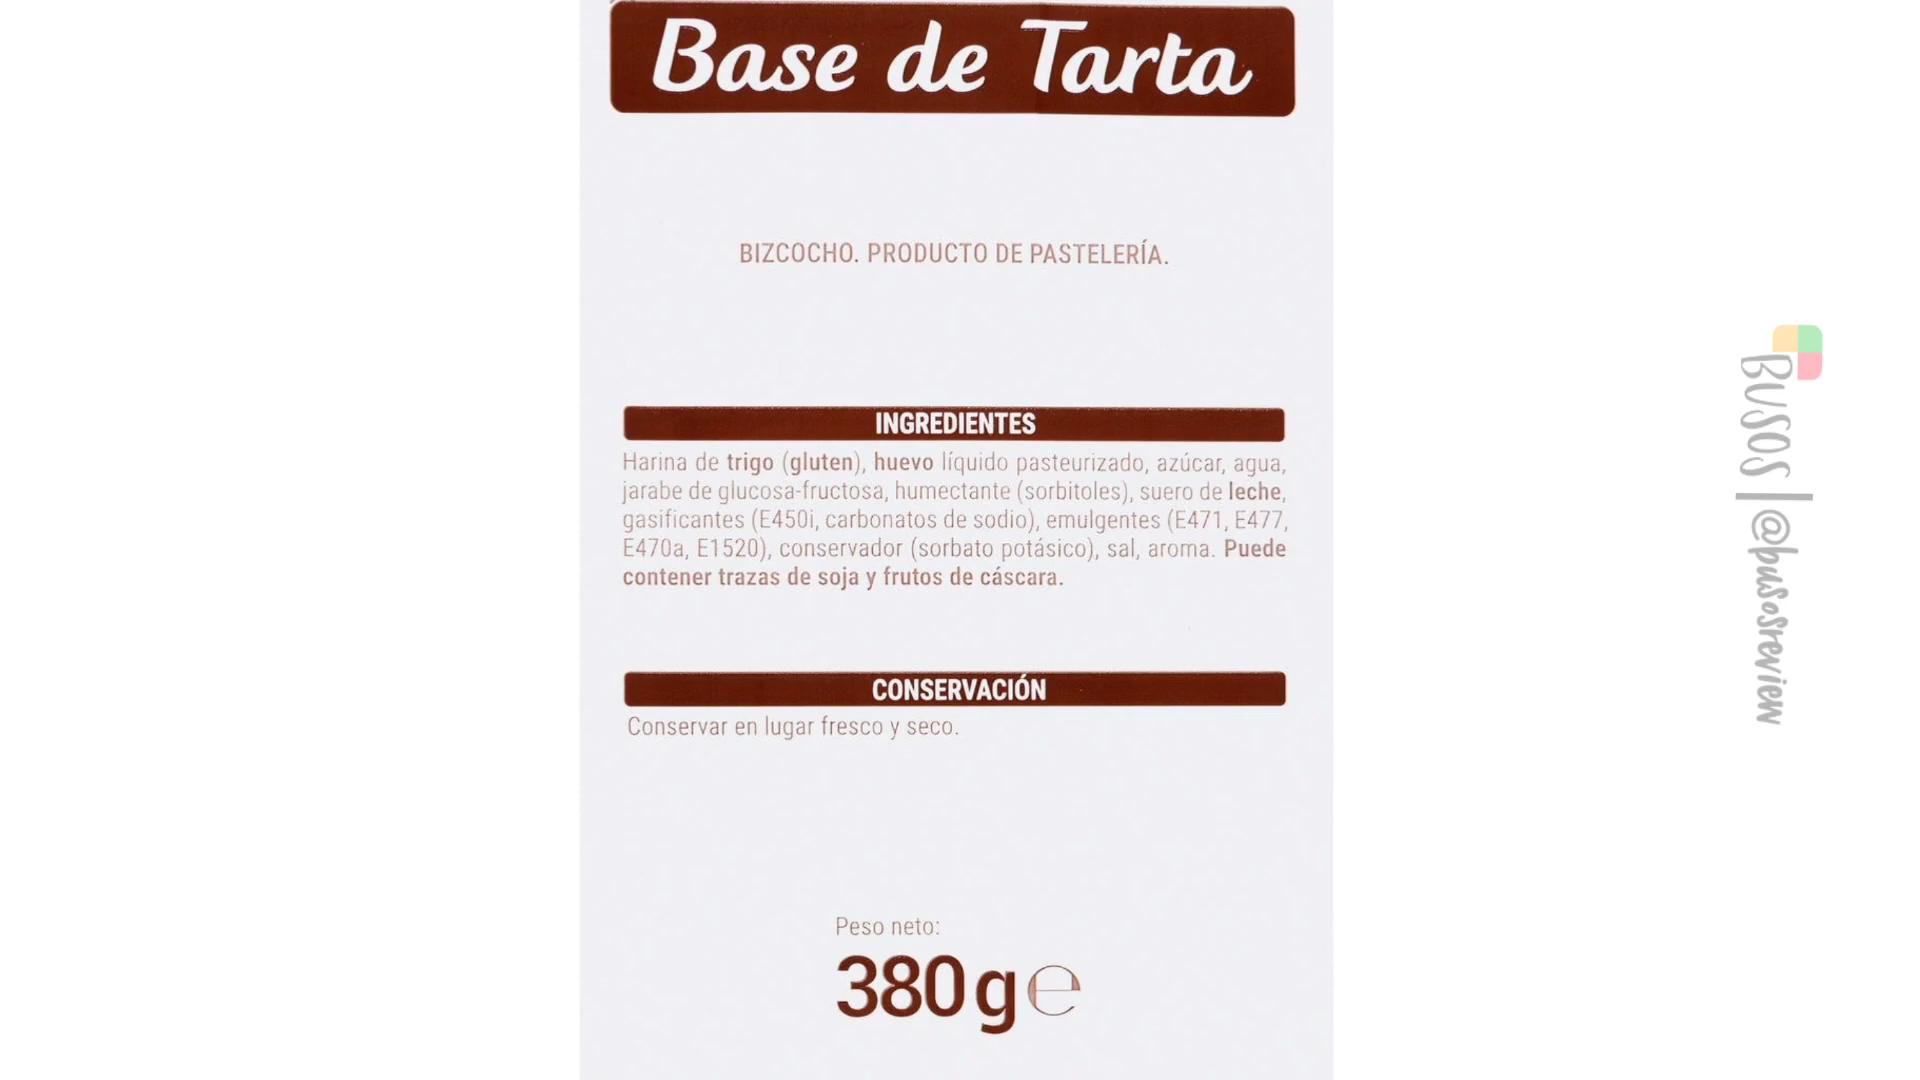 Base de Tarta
BIZCOCHO. PRODUCTO DE PASTELERÍA.
INGREDIENTES
Harina de trigo (gluten), huevo líquido pasteurizado, azúcar, agua,
jarabe de glucosa-fructosa, humectante (sorbitoles), suero de leche,
gasificantes (E450i, carbonatos de sodio), emulgentes (E471, E477,
E470a, E1520), conservador (sorbato potásico), sal, aroma. Puede
contener trazas de soja y frutos de cáscara.
CONSERVACIÓN
Conservar en lugar fresco y seco.
Peso neto:
380 g ℮
BUSOS | @busosreview